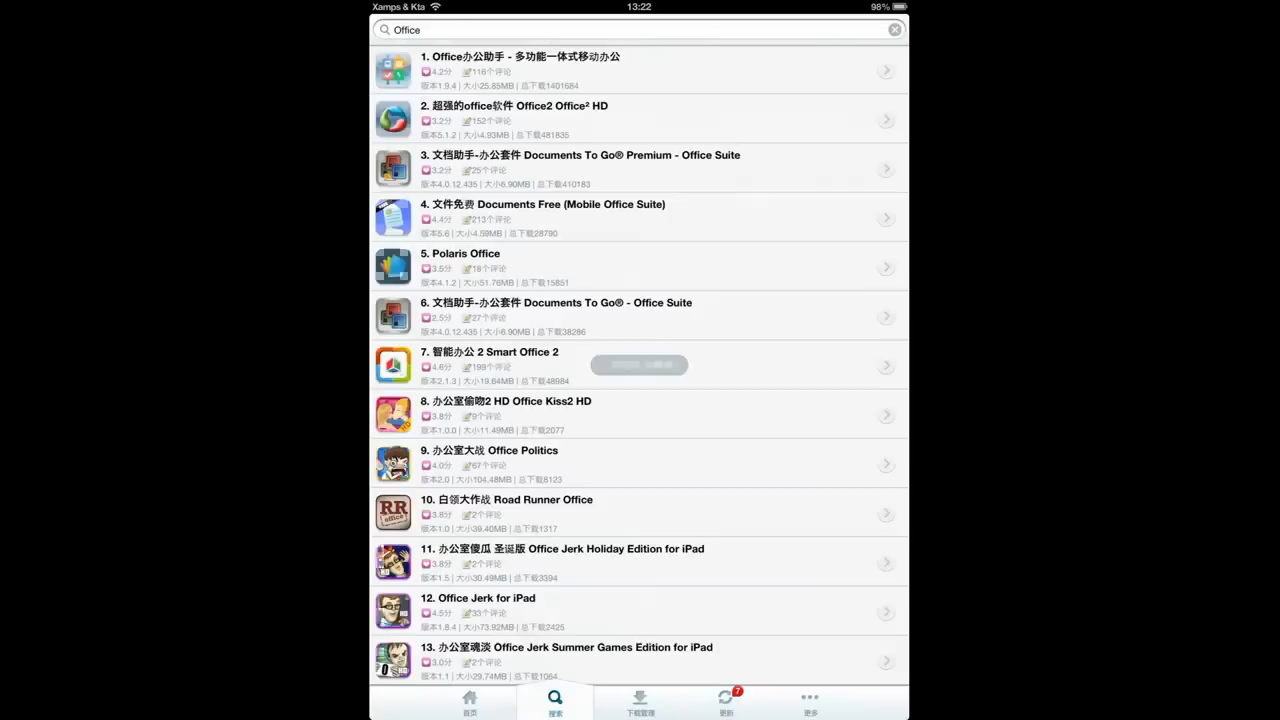 Xamps & Kta 13:22 98%
Office
1. Office办公助手 - 多功能一体式移动办公
4.2分 116个评论
版本1.9.4 | 大小25.85MB | 总下载1401684
2. 超强的office软件 Office2 Office² HD
3.2分 152个评论
版本5.1.2 | 大小4.93MB | 总下载481835
3. 文档助手-办公套件 Documents To Go® Premium - Office Suite
3.2分 25个评论
版本4.0.12.435 | 大小6.90MB | 总下载410183
4. 文件免费 Documents Free (Mobile Office Suite)
4.4分 213个评论
版本5.6 | 大小4.59MB | 总下载28790
5. Polaris Office
3.5分 18个评论
版本4.1.2 | 大小51.76MB | 总下载15851
6. 文档助手-办公套件 Documents To Go® - Office Suite
2.5分 27个评论
版本4.0.12.435 | 大小6.90MB | 总下载38286
7. 智能办公 2 Smart Office 2
4.6分 199个评论
版本2.1.3 | 大小19.64MB | 总下载48984
8. 办公室偷吻2 HD Office Kiss2 HD
3.8分 9个评论
版本1.0.0 | 大小11.49MB | 总下载2077
9. 办公室大战 Office Politics
4.0分 67个评论
版本2.0 | 大小104.48MB | 总下载8123
10. 白领大作战 Road Runner Office
3.8分 2个评论
版本1.0 | 大小39.40MB | 总下载1317
RR
office
11. 办公室傻瓜 圣诞版 Office Jerk Holiday Edition for iPad
3.8分 2个评论
版本1.5 | 大小30.49MB | 总下载3394
12. Office Jerk for iPad
4.5分 33个评论
版本1.8.4 | 大小73.92MB | 总下载2425
13. 办公室魂淡 Office Jerk Summer Games Edition for iPad
3.0分 2个评论
版本1.1 | 大小29.74MB | 总下载1064
7
首页 搜索 下载管理 更新 更多